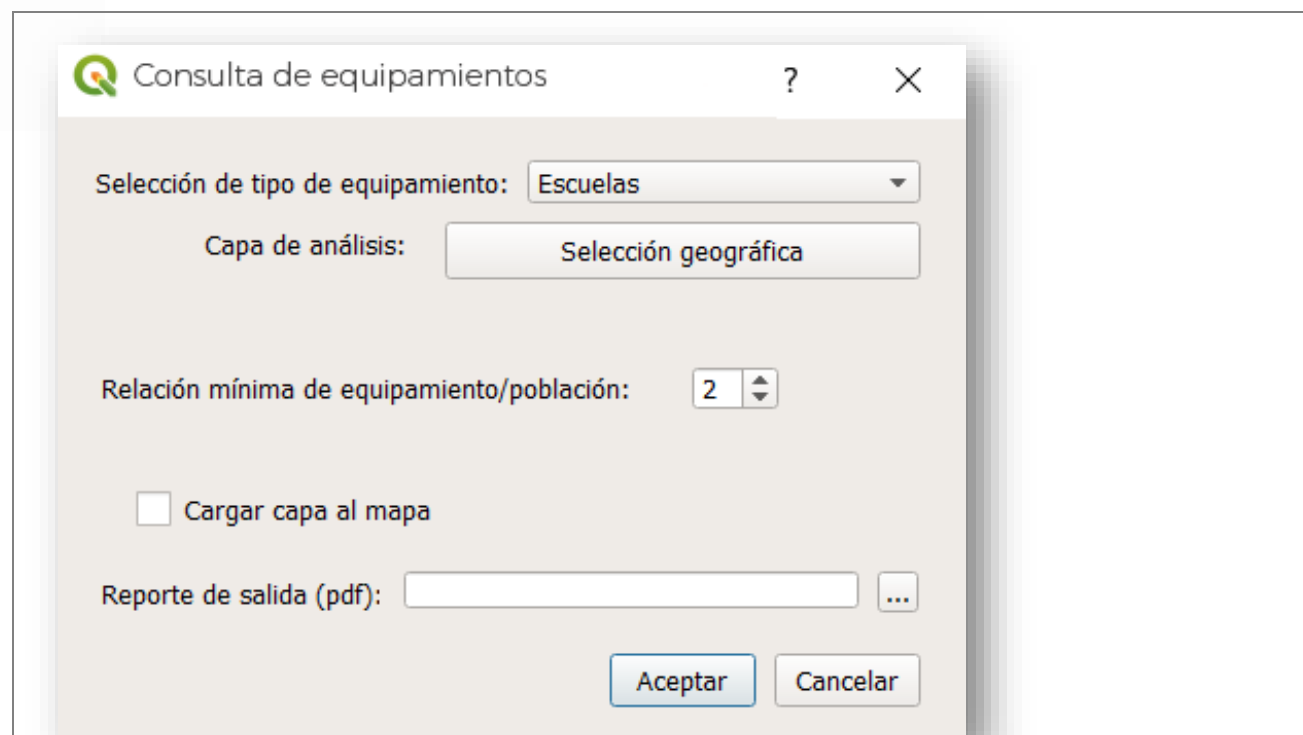 Consulta de equipamientos ?
Selección de tipo de equipamiento: Escuelas
Capa de análisis: Selección geográfica
Relación mínima de equipamiento/población: 2
Cargar capa al mapa
Reporte de salida (pdf): ...
Aceptar Cancelar